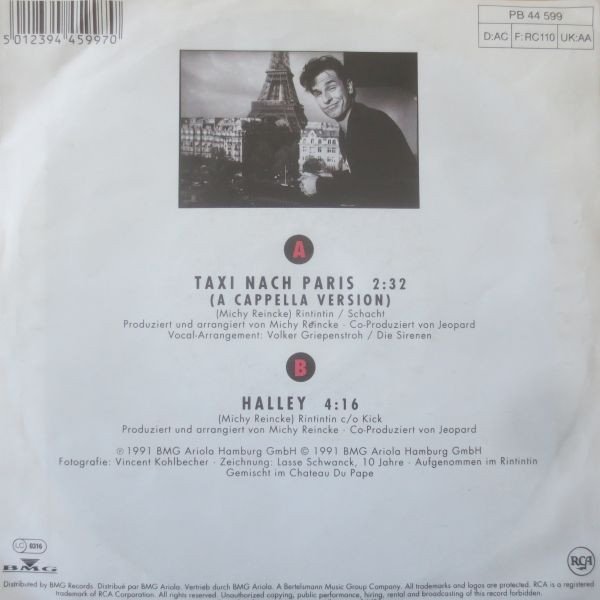 PB 44 599
D:AC F:RC110 UK:AA
5 012394 459970
A
TAXI NACH PARIS 2:32
(A CAPPELLA VERSION)
(Michy Reincke) Rintintin / Schacht
Produziert und arrangiert von Michy Reincke · Co-Produziert von Jeopard
Vocal-Arrangement: Volker Griepenstroh / Die Sirenen
B
HALLEY 4:16
(Michy Reincke) Rintintin c/o Kick
Produziert und arrangiert von Michy Reincke · Co-Produziert von Jeopard
℗ 1991 BMG Ariola Hamburg GmbH © 1991 BMG Ariola Hamburg GmbH
Fotografie: Vincent Kohlbecher · Zeichnung: Lasse Schwanck, 10 Jahre · Aufgenommen im Rintintin
Gemischt im Chateau Du Pape
LC 0316
BMG
RCA
Distributed by BMG Records. Distribué par BMG Ariola. Vertrieb durch BMG Ariola. A Bertelsmann Music Group Company. All trademarks and logos are protected. RCA is a registered
trademark of RCA Corporation. All rights reserved. Unauthorized copying, public performance, hiring, rental and broadcasting of this record forbidden.